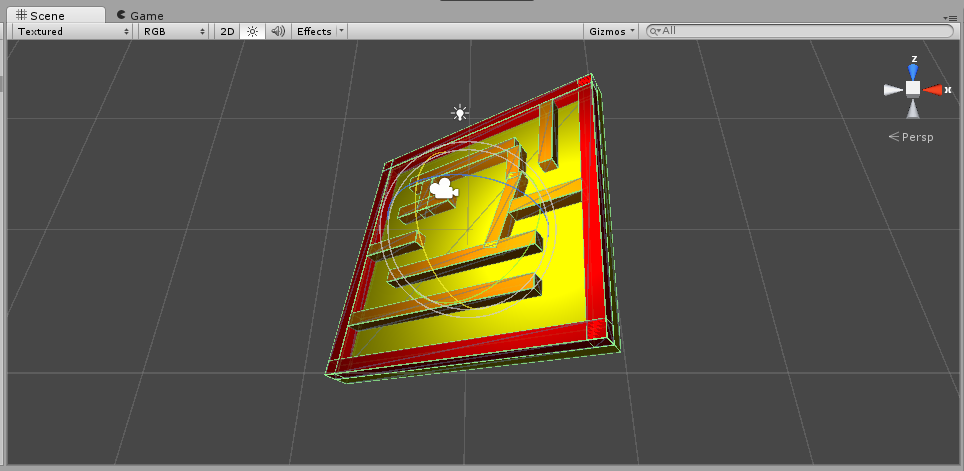 Scene Game
Textured RGB 2D Effects Gizmos All
z
x
Persp